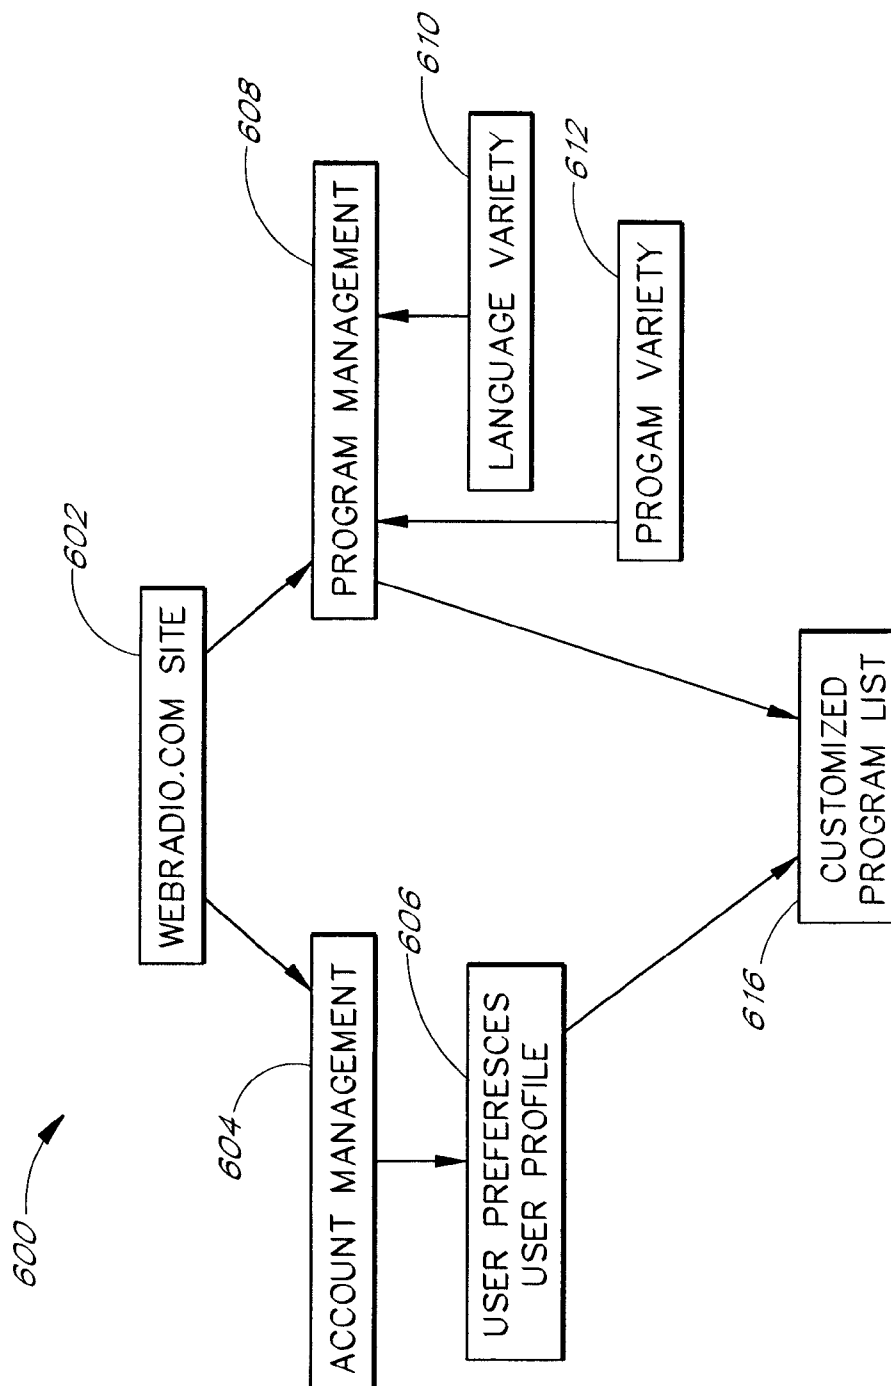 600
602
WEBRADIO.COM SITE
604
ACCOUNT MANAGEMENT
608
PROGRAM MANAGEMENT
606
USER PREFERESCES
USER PROFILE
610
LANGUAGE VARIETY
612
PROGAM VARIETY
616
CUSTOMIZED
PROGRAM LIST